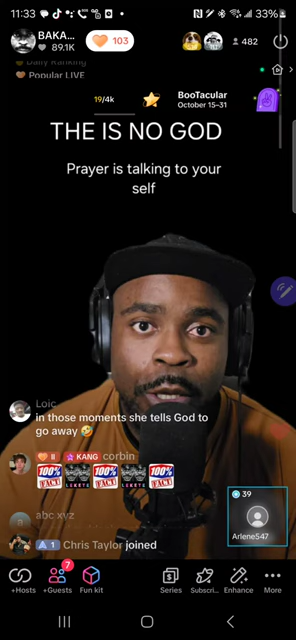 11:33
33%
BAKA...
89.1K
103
482
Daily Ranking
Popular LIVE
19/4k
BooTacular
October 15–31
THE IS NO GOD
Prayer is talking to your
self
Loic
in those moments she tells God to
go away 🤣
II KANG corbin
100% FACT! 100% FACT! 100% FACT!
39
Arlene547
abc xyz
1 Chris Taylor joined
7
+Hosts
+Guests
Fun kit
Series
Subscri...
Enhance
More